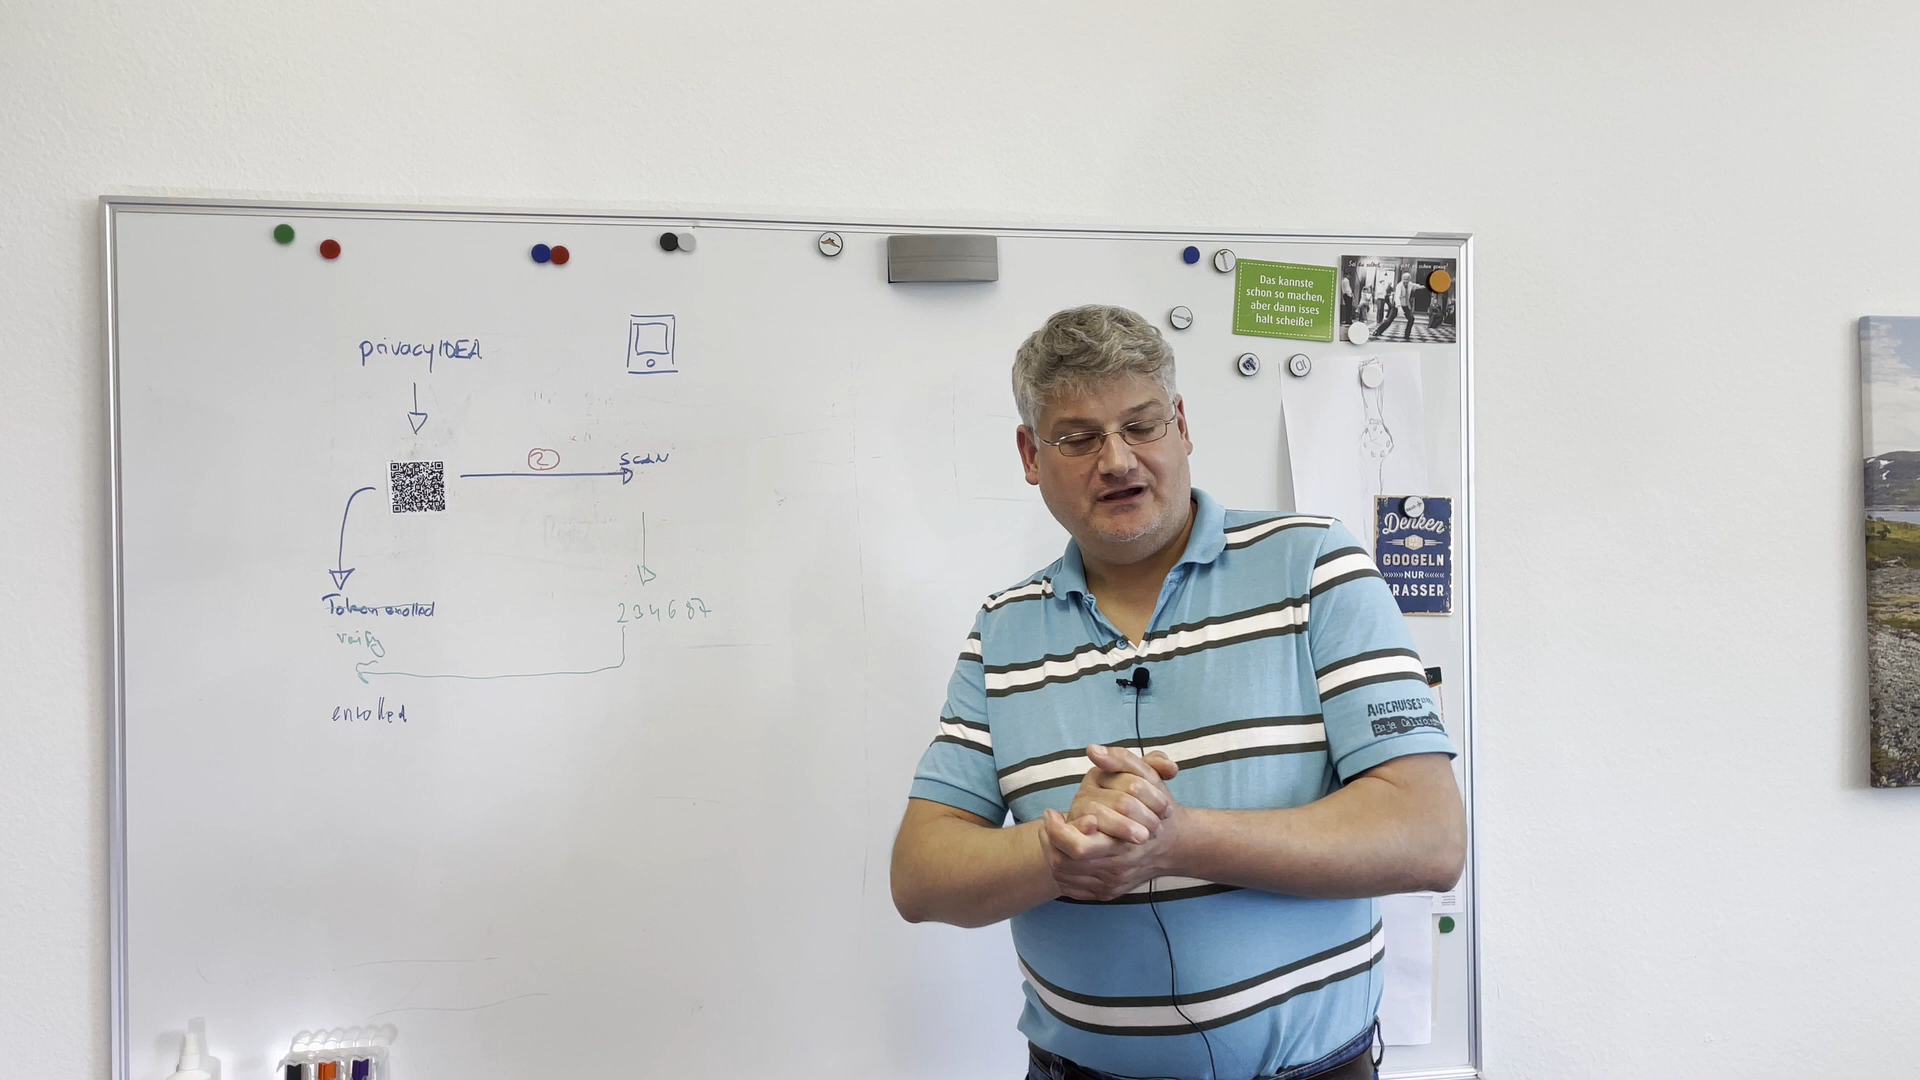 privacyIDEA
2
scan
Token enrolled
verify
234687
enrolled
Das kannste
schon so machen,
aber dann isses
halt scheiße!
Denken
GOOGELN
NUR
KRASSER
AIRCRUISES